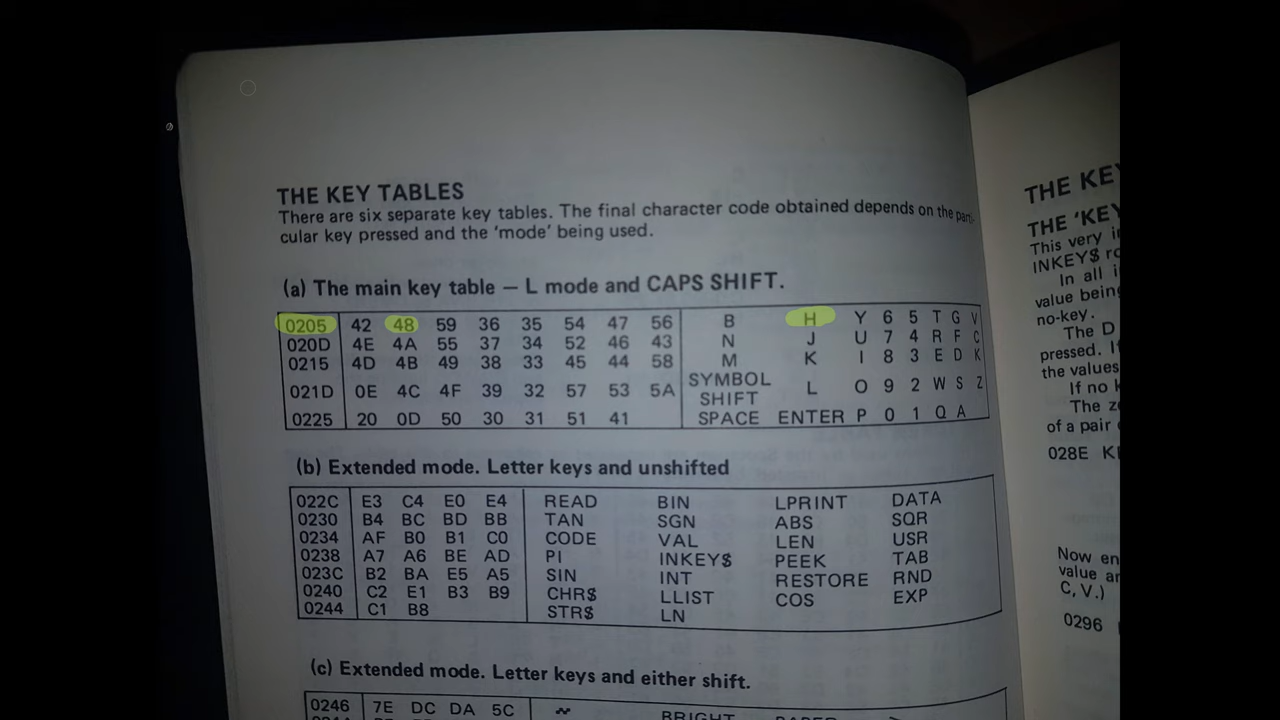 THE KEY TABLES
There are six separate key tables. The final character code obtained depends on the parti-
cular key pressed and the 'mode' being used.
(a) The main key table – L mode and CAPS SHIFT.
0205 42 48 59 36 35 54 47 56 B H Y 6 5 T G V
020D 4E 4A 55 37 34 52 46 43 N J U 7 4 R F C
0215 4D 4B 49 38 33 45 44 58 M K I 8 3 E D K
021D 0E 4C 4F 39 32 57 53 5A SYMBOL SHIFT L O 9 2 W S Z
0225 20 0D 50 30 31 51 41 SPACE ENTER P 0 1 Q A
(b) Extended mode. Letter keys and unshifted
022C E3 C4 E0 E4 READ BIN LPRINT DATA
0230 B4 BC BD BB TAN SGN ABS SQR
0234 AF B0 B1 C0 CODE VAL LEN USR
0238 A7 A6 BE AD PI INKEY$ PEEK TAB
023C B2 BA E5 A5 SIN INT RESTORE RND
0240 C2 E1 B3 B9 CHR$ LLIST COS EXP
0244 C1 B8 STR$ LN
(c) Extended mode. Letter keys and either shift.
0246 7E DC DA 5C BRIGHT
THE KEY
THE 'KEY
This very
INKEY$
In all
value being
no-key.
The D
pressed. If
the values
If no
The
of a pair
028E
Now en
value
C, V.)
0296